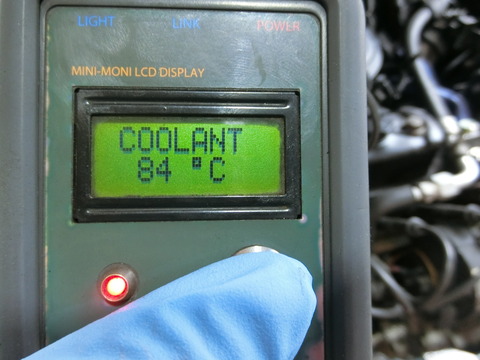 LIGHT LINK POWER
MINI-MONI LCD DISPLAY
COOLANT
84 °C